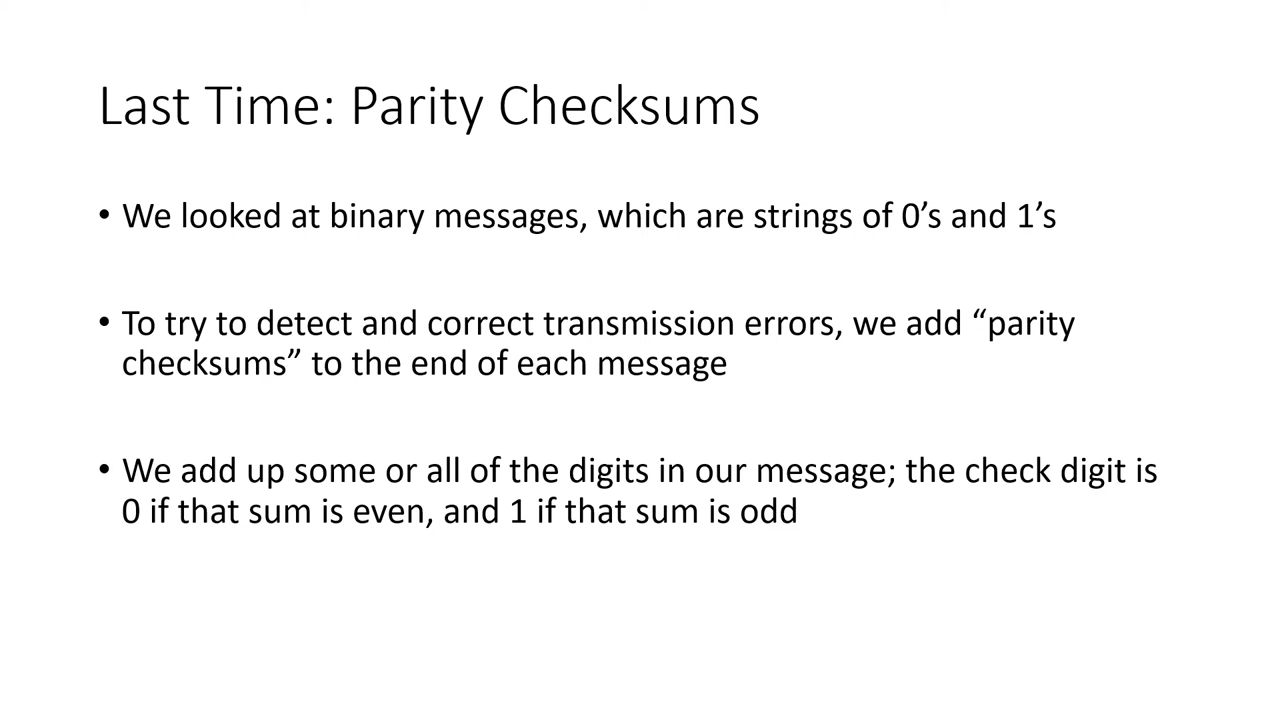 Last Time: Parity Checksums
• We looked at binary messages, which are strings of 0’s and 1’s
• To try to detect and correct transmission errors, we add “parity
checksums” to the end of each message
• We add up some or all of the digits in our message; the check digit is
0 if that sum is even, and 1 if that sum is odd